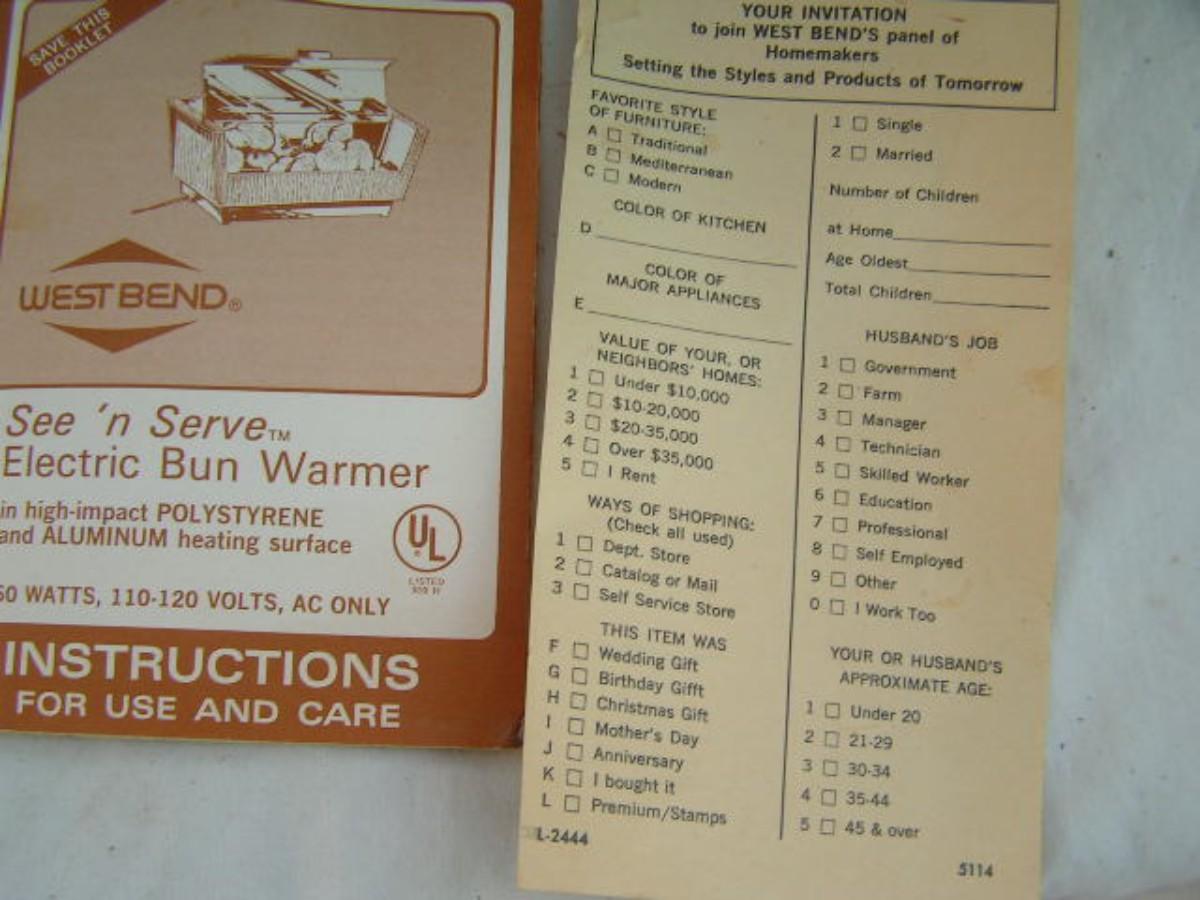 SAVE THIS
BOOKLET
WEST BEND®
See 'n Serve™
Electric Bun Warmer
in high-impact POLYSTYRENE
and ALUMINUM heating surface
UL
®
LISTED
WATTS, 110-120 VOLTS, AC ONLY
INSTRUCTIONS
FOR USE AND CARE
YOUR INVITATION
to join WEST BEND'S panel of
Homemakers
Setting the Styles and Products of Tomorrow
FAVORITE STYLE
OF FURNITURE:
A □ Traditional
B □ Mediterranean
C □ Modern
COLOR OF KITCHEN
D
COLOR OF
MAJOR APPLIANCES
E
VALUE OF YOUR, OR
NEIGHBORS' HOMES:
1 □ Under $10,000
2 □ $10-20,000
3 □ $20-35,000
4 □ Over $35,000
5 □ I Rent
WAYS OF SHOPPING:
(Check all used)
1 □ Dept. Store
2 □ Catalog or Mail
3 □ Self Service Store
THIS ITEM WAS
F □ Wedding Gift
G □ Birthday Gifft
H □ Christmas Gift
I □ Mother's Day
J □ Anniversary
K □ I bought it
L □ Premium/Stamps
L-2444
1 □ Single
2 □ Married
Number of Children
at Home
Age Oldest
Total Children
HUSBAND'S JOB
1 □ Government
2 □ Farm
3 □ Manager
4 □ Technician
5 □ Skilled Worker
6 □ Education
7 □ Professional
8 □ Self Employed
9 □ Other
0 □ I Work Too
YOUR OR HUSBAND'S
APPROXIMATE AGE:
1 □ Under 20
2 □ 21-29
3 □ 30-34
4 □ 35-44
5 □ 45 & over
5114